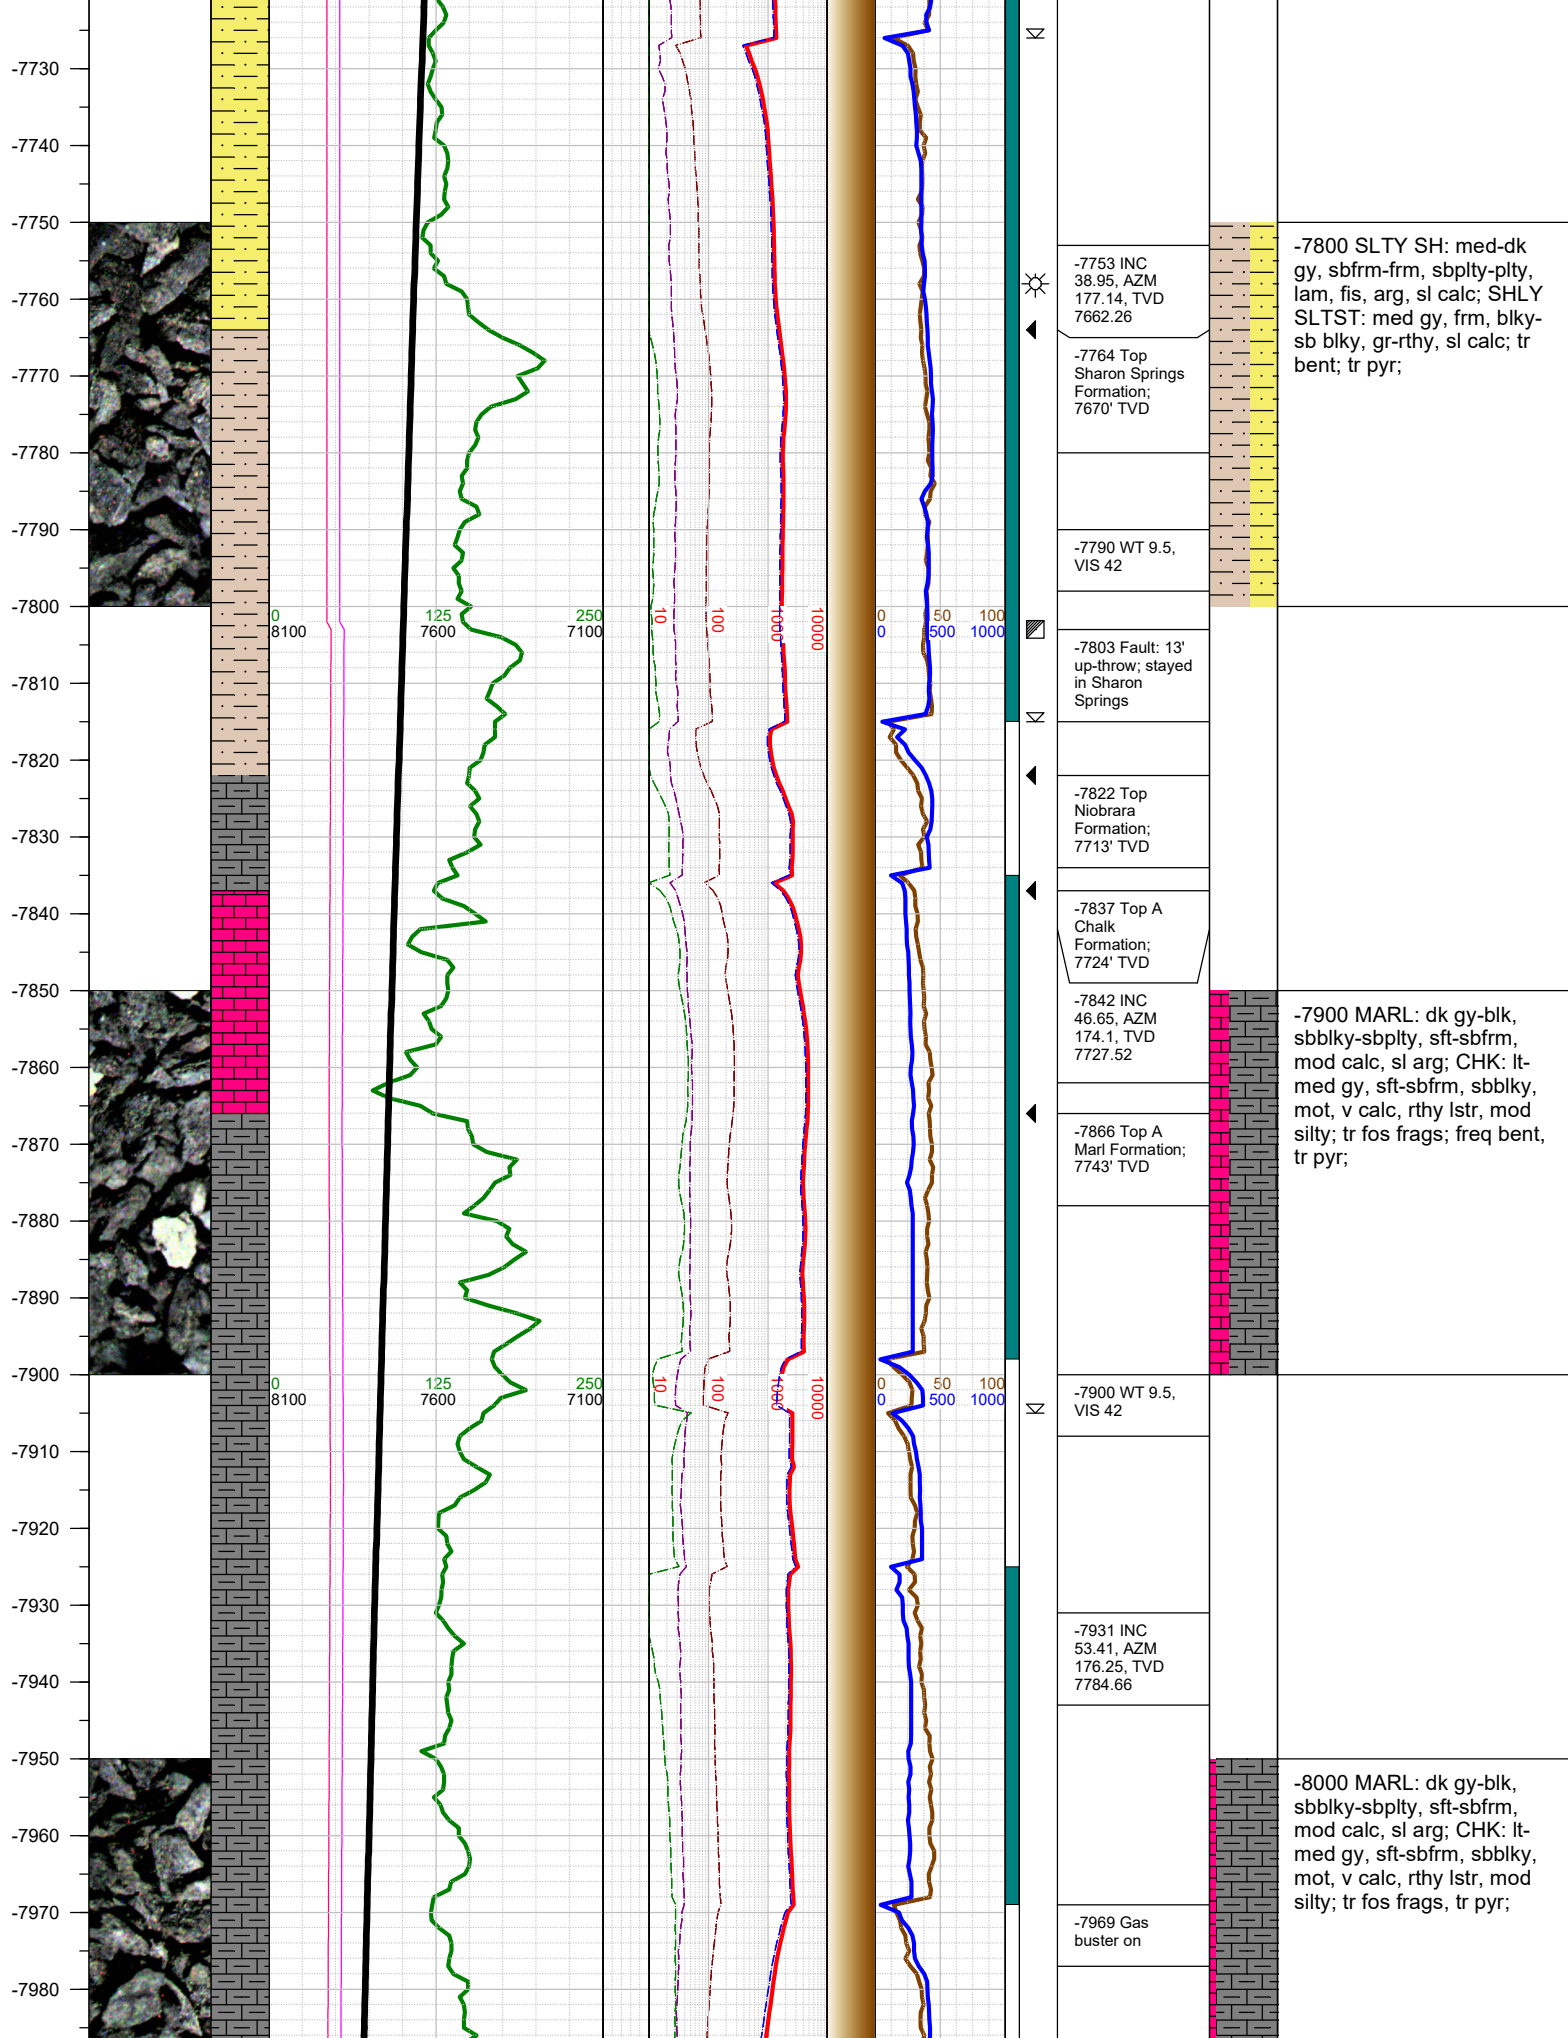 -7730
-7740
-7750
-7760
-7770
-7780
-7790
-7800
-7810
-7820
-7830
-7840
-7850
-7860
-7870
-7880
-7890
-7900
-7910
-7920
-7930
-7940
-7950
-7960
-7970
-7980
0 125 250
8100 7600 7100
10 100 1000 10000
0 50 100
0 500 1000
0 125 250
8100 7600 7100
10 100 1000 10000
0 50 100
0 500 1000
-7753 INC
38.95, AZM
177.14, TVD
7662.26
-7764 Top
Sharon Springs
Formation;
7670' TVD
-7790 WT 9.5,
VIS 42
-7803 Fault: 13'
up-throw; stayed
in Sharon
Springs
-7822 Top
Niobrara
Formation;
7713' TVD
-7837 Top A
Chalk
Formation;
7724' TVD
-7842 INC
46.65, AZM
174.1, TVD
7727.52
-7866 Top A
Marl Formation;
7743' TVD
-7900 WT 9.5,
VIS 42
-7931 INC
53.41, AZM
176.25, TVD
7784.66
-7969 Gas
buster on
-7800 SLTY SH: med-dk
gy, sbfrm-frm, sbplty-plty,
lam, fis, arg, sl calc; SHLY
SLTST: med gy, frm, blky-
sb blky, gr-rthy, sl calc; tr
bent; tr pyr;
-7900 MARL: dk gy-blk,
sbblky-sbplty, sft-sbfrm,
mod calc, sl arg; CHK: lt-
med gy, sft-sbfrm, sbblky,
mot, v calc, rthy lstr, mod
silty; tr fos frags; freq bent,
tr pyr;
-8000 MARL: dk gy-blk,
sbblky-sbplty, sft-sbfrm,
mod calc, sl arg; CHK: lt-
med gy, sft-sbfrm, sbblky,
mot, v calc, rthy lstr, mod
silty; tr fos frags, tr pyr;